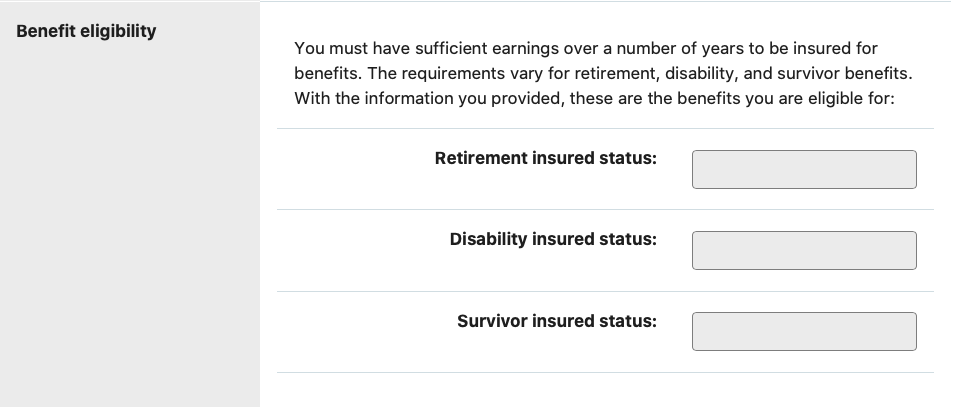 Benefit eligibility
You must have sufficient earnings over a number of years to be insured for
benefits. The requirements vary for retirement, disability, and survivor benefits.
With the information you provided, these are the benefits you are eligible for:
Retirement insured status:
Disability insured status:
Survivor insured status: